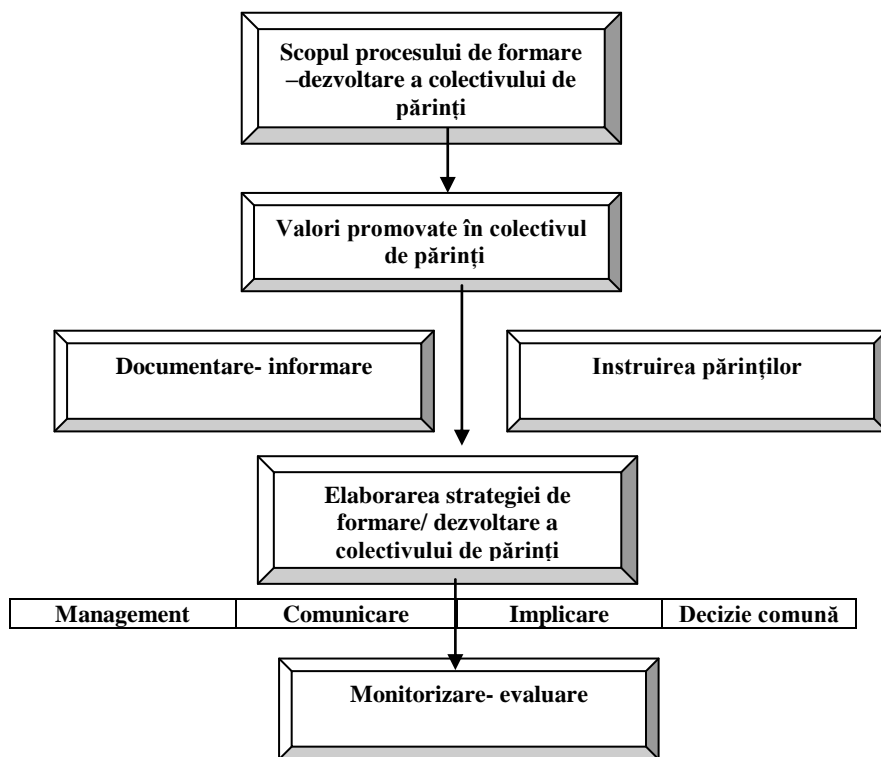 Scopul procesului de formare
–dezvoltare a colectivului de
părinți
Valori promovate în colectivul
de părinți
Documentare- informare
Instruirea părinților
Elaborarea strategiei de
formare/ dezvoltare a
colectivului de părinți
Management Comunicare Implicare Decizie comună
Monitorizare- evaluare